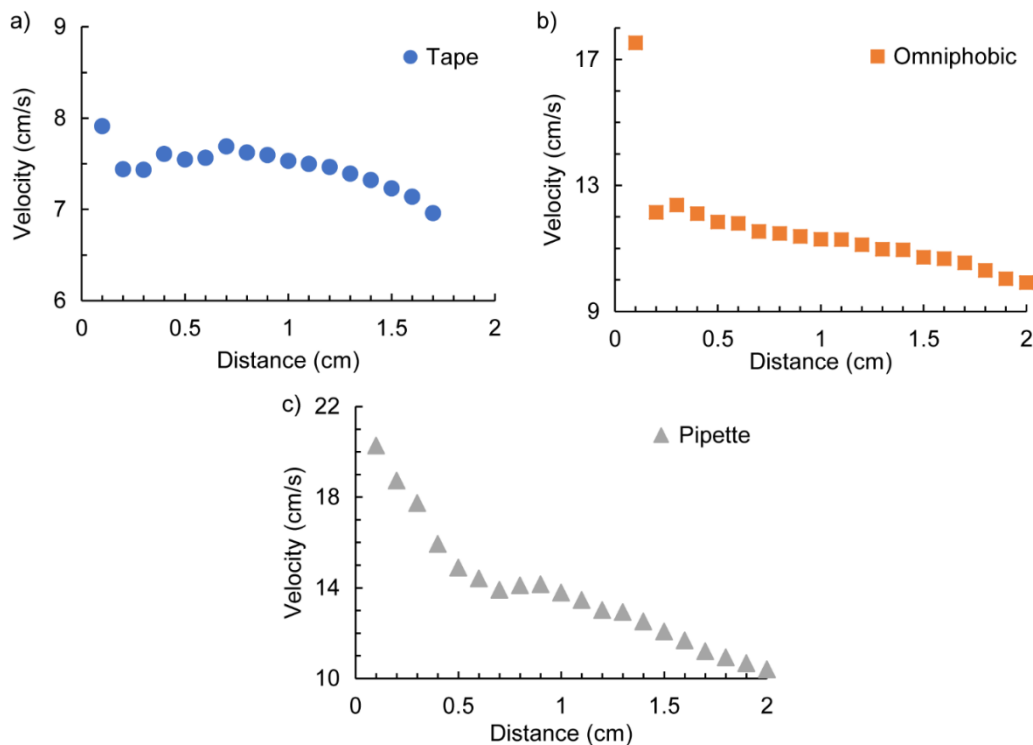 a)
9
8
7
6
Velocity (cm/s)
Tape
0
0.5
1
1.5
2
Distance (cm)
b)
17
13
9
Velocity (cm/s)
Omniphobic
0
0.5
1
1.5
2
Distance (cm)
c)
22
18
14
10
Velocity (cm/s)
Pipette
0
0.5
1
1.5
2
Distance (cm)